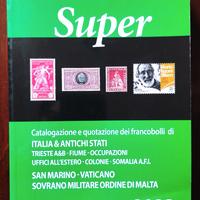 Super
Catalogazione e quotazione dei francobolli di
ITALIA & ANTICHI STATI
TRIESTE A&B - FIUME - OCCUPAZIONI
UFFICI ALL'ESTERO - COLONIE - SOMALIA A.F.I.
SAN MARINO - VATICANO
SOVRANO MILITARE ORDINE DI MALTA